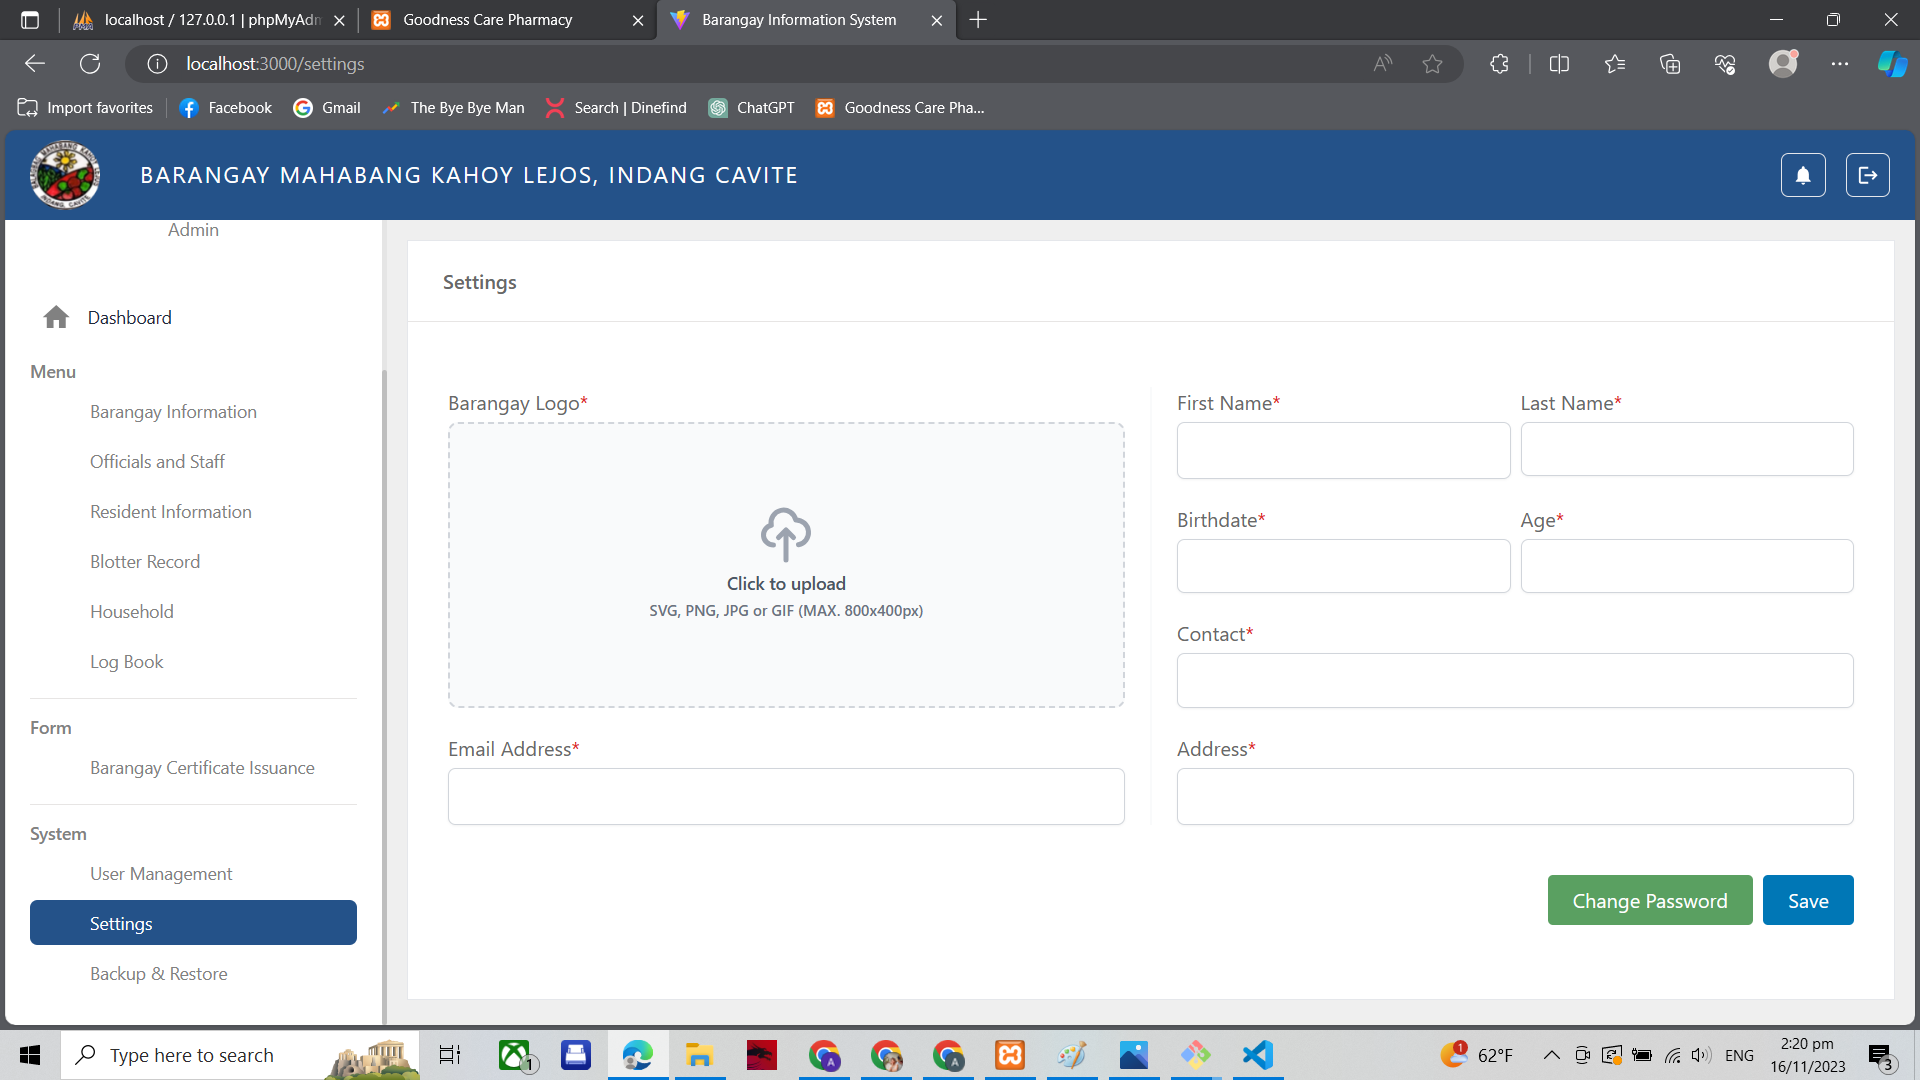 localhost / 127.0.0.1 | phpMyAdm
Goodness Care Pharmacy
Barangay Information System
localhost:3000/settings
Import favorites
Facebook
Gmail
The Bye Bye Man
Search | Dinefind
ChatGPT
Goodness Care Pha...
BARANGAY MAHABANG KAHOY LEJOS, INDANG CAVITE
Admin
Dashboard
Menu
Barangay Information
Officials and Staff
Resident Information
Blotter Record
Household
Log Book
Form
Barangay Certificate Issuance
System
User Management
Settings
Backup & Restore
Settings
Barangay Logo*
Click to upload
SVG, PNG, JPG or GIF (MAX. 800x400px)
Email Address*
First Name*
Last Name*
Birthdate*
Age*
Contact*
Address*
Change Password
Save
Type here to search
1
1
62°F
ENG
2:20 pm
16/11/2023
3